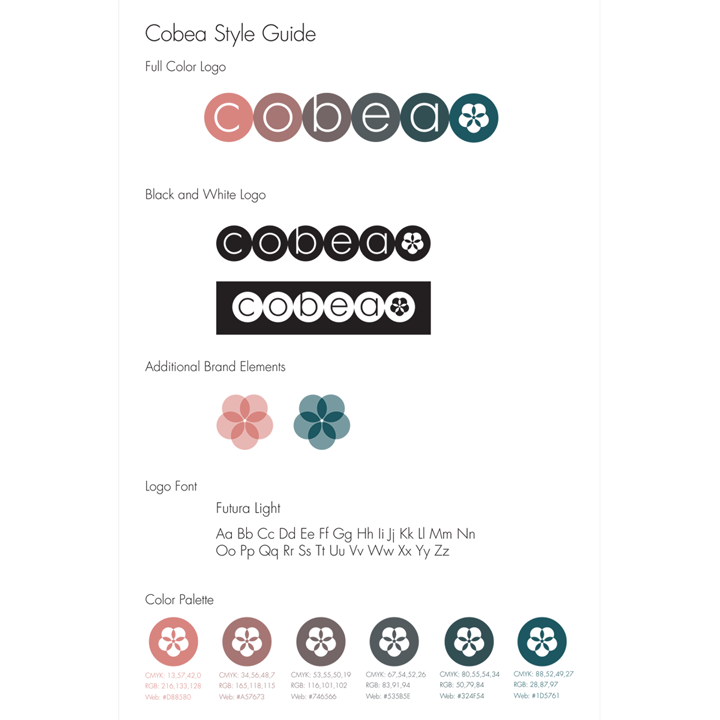 Cobea Style Guide
Full Color Logo
cobea
Black and White Logo
cobea
cobea
Additional Brand Elements
Logo Font
Futura Light
Aa Bb Cc Dd Ee Ff Gg Hh Ii Jj Kk Ll Mm Nn
Oo Pp Qq Rr Ss Tt Uu Vv Ww Xx Yy Zz
Color Palette
CMYK: 13,57,42,0 CMYK: 34,56,48,7 CMYK: 53,55,50,19 CMYK: 67,54,52,26 CMYK: 80,55,54,34 CMYK: 88,52,49,27
RGB: 216,133,128 RGB: 165,118,115 RGB: 116,101,102 RGB: 83,91,94 RGB: 50,79,84 RGB: 28,87,97
Web: #D88580 Web: #A57673 Web: #746566 Web: #535B5E Web: #324F54 Web: #1D5761